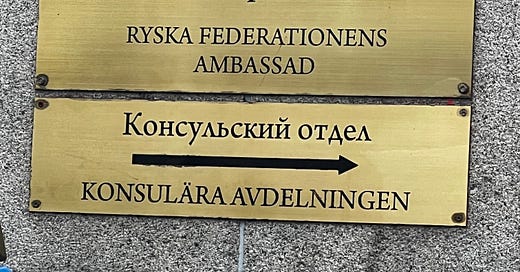 RYSKA FEDERATIONENS
AMBASSAD
Консульский отдел
KONSULÄRA AVDELNINGEN